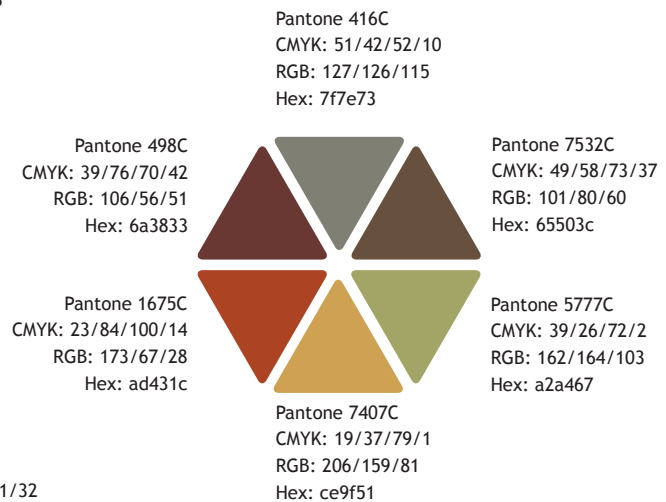 Pantone 416C
CMYK: 51/42/52/10
RGB: 127/126/115
Hex: 7f7e73
Pantone 498C
CMYK: 39/76/70/42
RGB: 106/56/51
Hex: 6a3833
Pantone 7532C
CMYK: 49/58/73/37
RGB: 101/80/60
Hex: 65503c
Pantone 1675C
CMYK: 23/84/100/14
RGB: 173/67/28
Hex: ad431c
Pantone 5777C
CMYK: 39/26/72/2
RGB: 162/164/103
Hex: a2a467
Pantone 7407C
CMYK: 19/37/79/1
RGB: 206/159/81
Hex: ce9f51
1/32